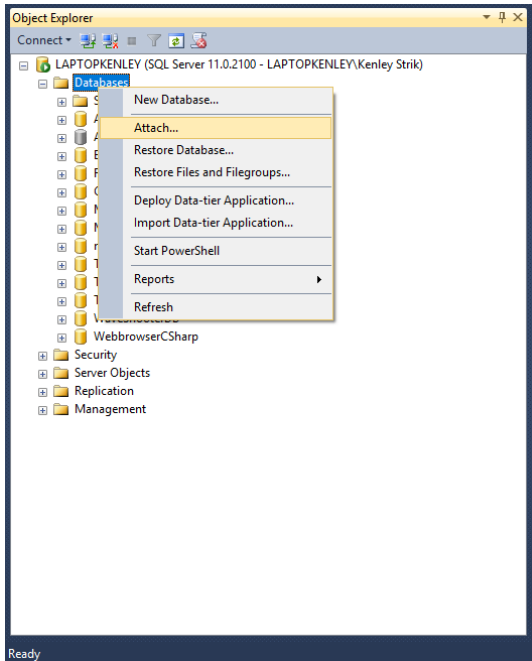 Object Explorer
Connect
LAPTOPKENLEY (SQL Server 11.0.2100 - LAPTOPKENLEY\Kenley Strik)
Databases
New Database...
Attach...
Restore Database...
Restore Files and Filegroups...
Deploy Data-tier Application...
Import Data-tier Application...
Start PowerShell
Reports
Refresh
WebbrowserCSharp
Security
Server Objects
Replication
Management
Ready